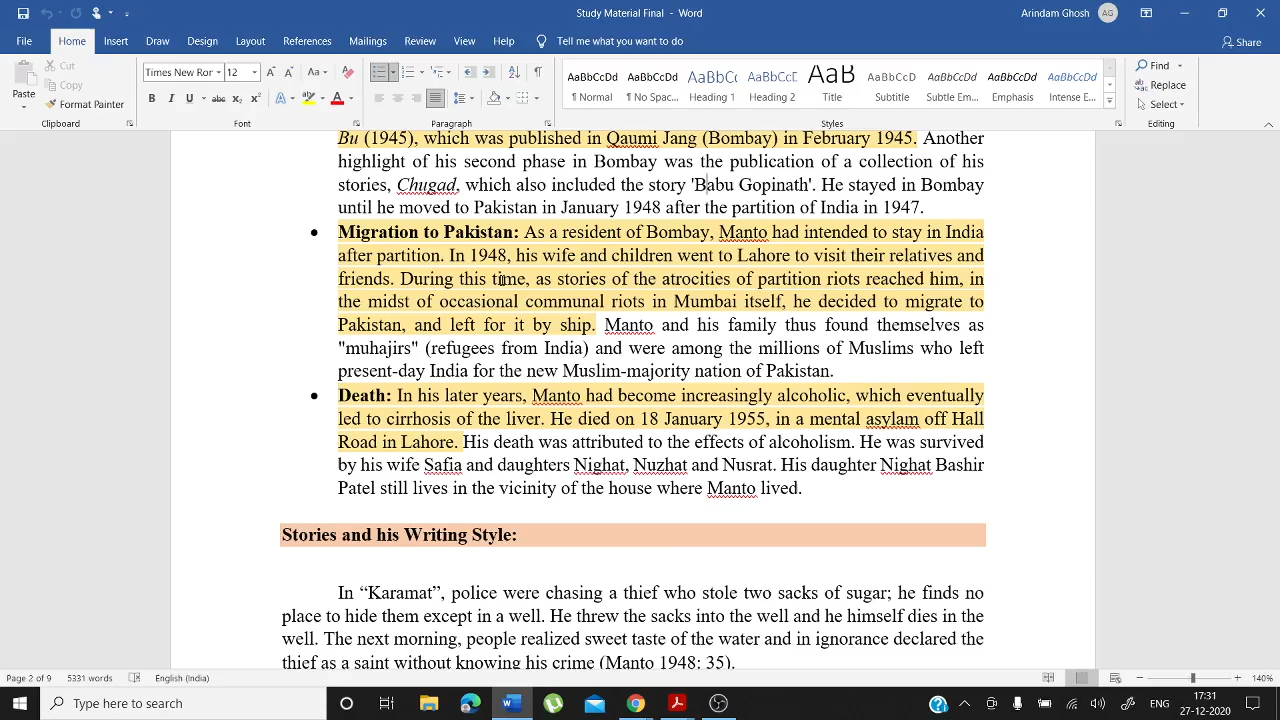 Study Material Final - Word
Arindam Ghosh AG
File Home Insert Draw Design Layout References Mailings Review View Help Tell me what you want to do Share
Paste
Cut
Copy
Format Painter
Clipboard
Times New Ror 12 A A Aa
B I U abc x₂ x² A A
Font
Paragraph
AaBbCcDd AaBbCcDd AaBbCc AaBbCcD AaB AaBbCcDd AaBbCcDd AaBbCcDd AaBbCcDd
¶ Normal ¶ No Spac... Heading 1 Heading 2 Title Subtitle Subtle Em... Emphasis Intense E...
Styles
Find
Replace
Select
Editing
Bu (1945), which was published in Qaumi Jang (Bombay) in February 1945. Another
highlight of his second phase in Bombay was the publication of a collection of his
stories, Chugad, which also included the story 'Babu Gopinath'. He stayed in Bombay
until he moved to Pakistan in January 1948 after the partition of India in 1947.
• Migration to Pakistan: As a resident of Bombay, Manto had intended to stay in India
after partition. In 1948, his wife and children went to Lahore to visit their relatives and
friends. During this time, as stories of the atrocities of partition riots reached him, in
the midst of occasional communal riots in Mumbai itself, he decided to migrate to
Pakistan, and left for it by ship. Manto and his family thus found themselves as
"muhajirs" (refugees from India) and were among the millions of Muslims who left
present-day India for the new Muslim-majority nation of Pakistan.
• Death: In his later years, Manto had become increasingly alcoholic, which eventually
led to cirrhosis of the liver. He died on 18 January 1955, in a mental asylam off Hall
Road in Lahore. His death was attributed to the effects of alcoholism. He was survived
by his wife Safia and daughters Nighat, Nuzhat and Nusrat. His daughter Nighat Bashir
Patel still lives in the vicinity of the house where Manto lived.
Stories and his Writing Style:
In “Karamat”, police were chasing a thief who stole two sacks of sugar; he finds no
place to hide them except in a well. He threw the sacks into the well and he himself dies in the
well. The next morning, people realized sweet taste of the water and in ignorance declared the
thief as a saint without knowing his crime (Manto 1948: 35).
Page 2 of 9 5331 words English (India) 140%
Type here to search
ENG
17:31
27-12-2020